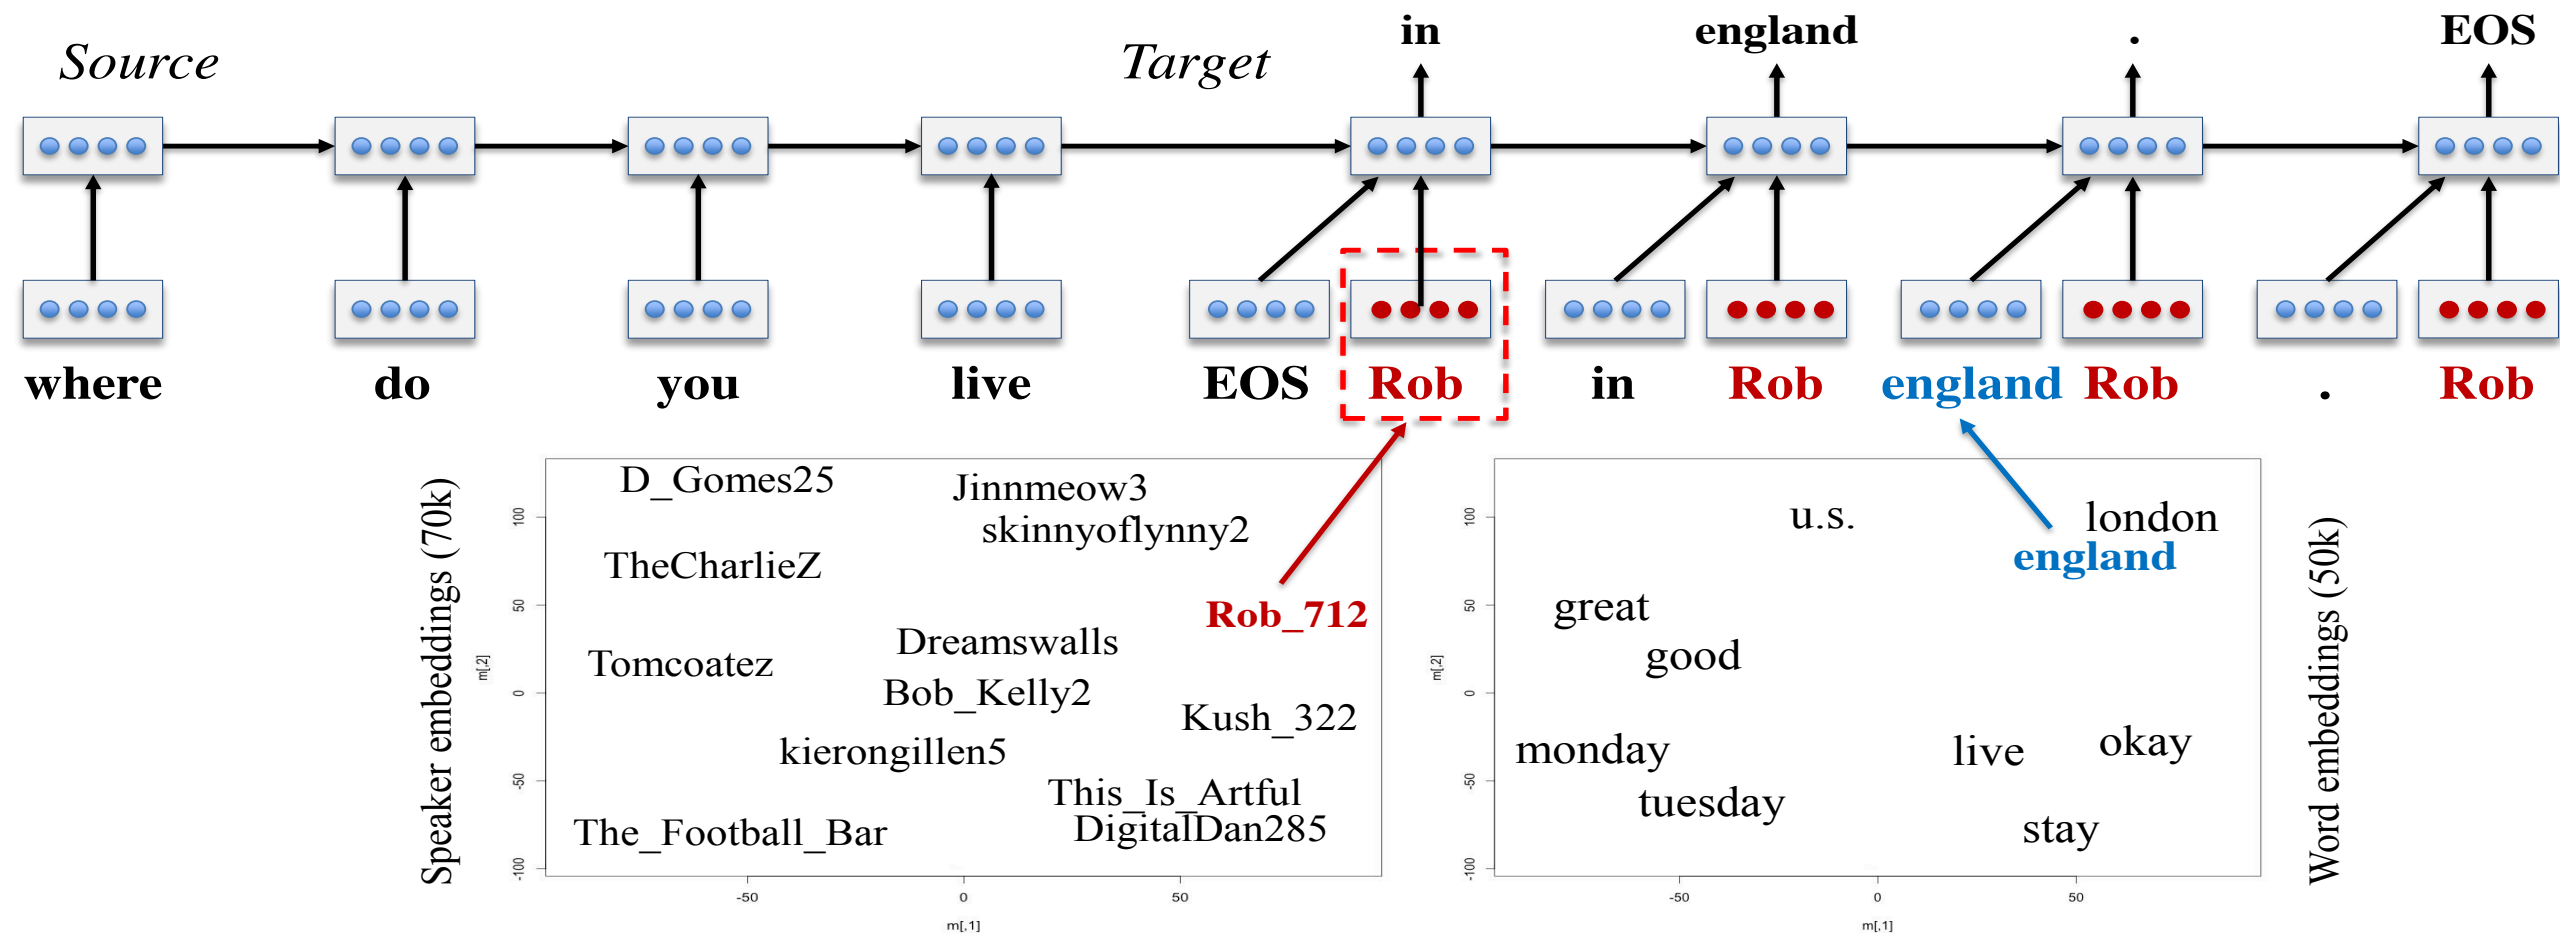 Source
Target
in
england
.
EOS
where
do
you
live
EOS
Rob
in
Rob
england
Rob
.
Rob
Speaker embeddings (70k)
m[,2]
100
50
0
-50
-100
D_Gomes25
Jinnmeow3
skinnyoflynny2
TheCharlieZ
Rob_712
Dreamswalls
Tomcoatez
Bob_Kelly2
Kush_322
kierongillen5
This_Is_Artful
DigitalDan285
The_Football_Bar
-50
0
50
m[,1]
m[,2]
100
50
0
-50
-100
u.s.
london
england
great
good
monday
live
okay
tuesday
stay
-50
0
50
m[,1]
Word embeddings (50k)